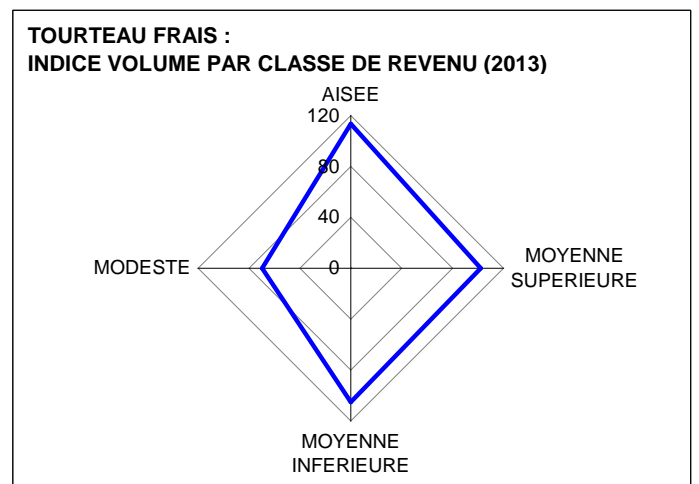 TOURTEAU FRAIS :
INDICE VOLUME PAR CLASSE DE REVENU (2013)
AISEE
120
80
40
0
MODESTE
MOYENNE
SUPERIEURE
MOYENNE
INFERIEURE